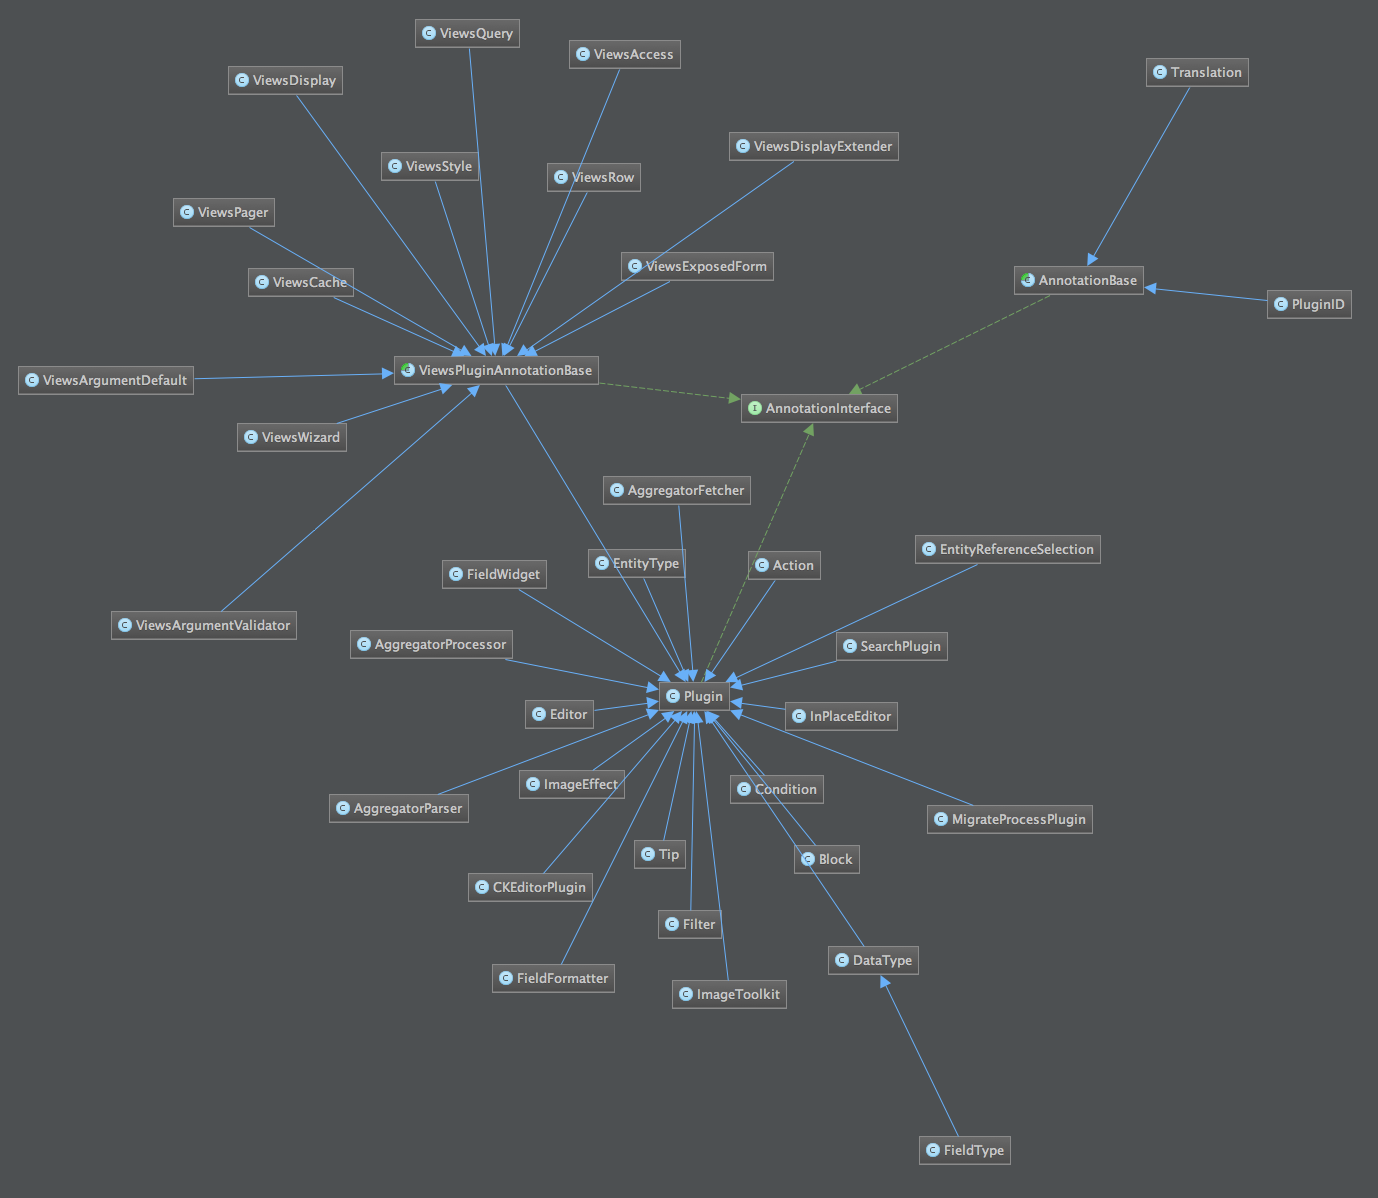 ViewsQuery
ViewsAccess
Translation
ViewsDisplay
ViewsDisplayExtender
ViewsStyle
ViewsRow
ViewsPager
ViewsExposedForm
AnnotationBase
ViewsCache
PluginID
ViewsPluginAnnotationBase
ViewsArgumentDefault
AnnotationInterface
ViewsWizard
AggregatorFetcher
EntityReferenceSelection
EntityType
Action
FieldWidget
ViewsArgumentValidator
AggregatorProcessor
SearchPlugin
Plugin
Editor
InPlaceEditor
ImageEffect
Condition
AggregatorParser
MigrateProcessPlugin
Tip
Block
CKEditorPlugin
Filter
DataType
FieldFormatter
ImageToolkit
FieldType